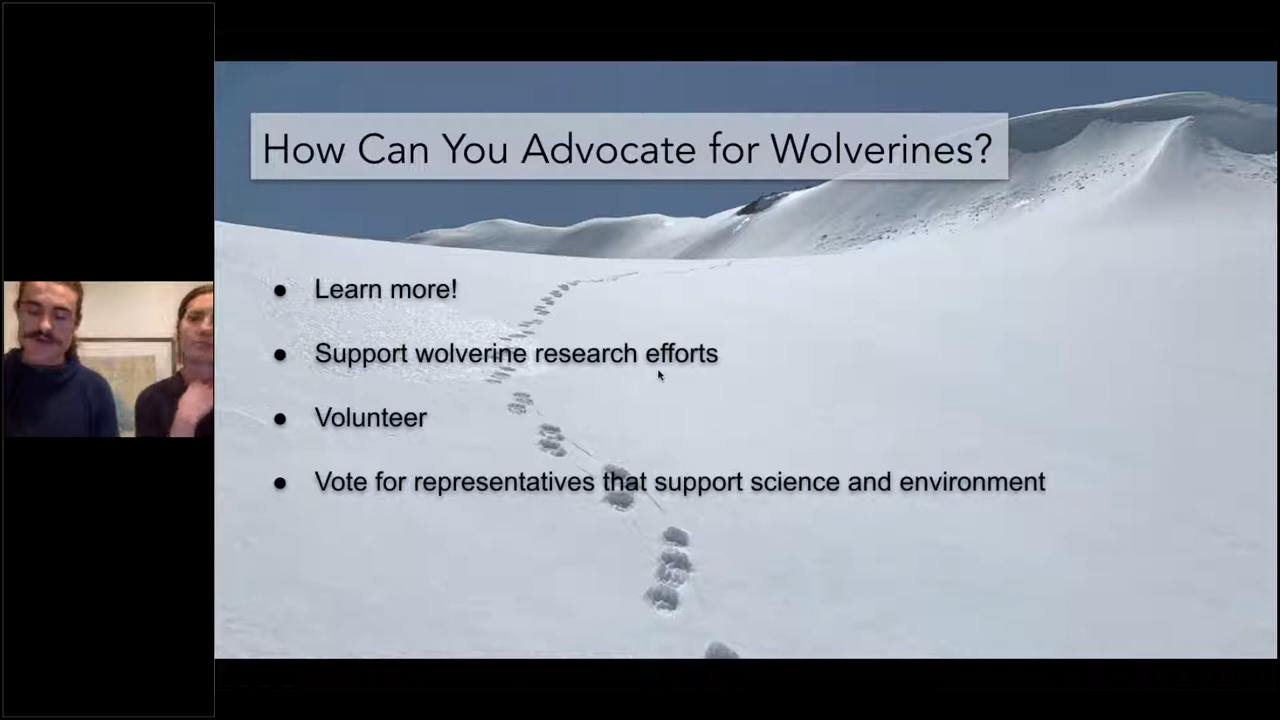 How Can You Advocate for Wolverines?
● Learn more!
● Support wolverine research efforts
● Volunteer
● Vote for representatives that support science and environment